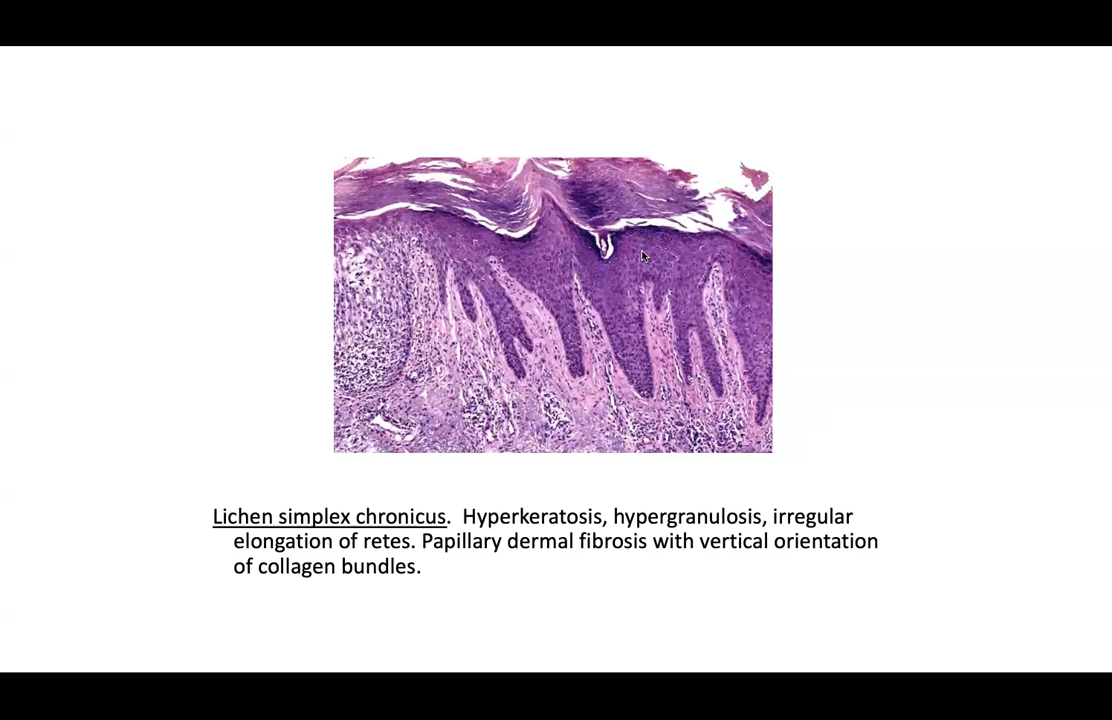 Lichen simplex chronicus.  Hyperkeratosis, hypergranulosis, irregular
elongation of retes. Papillary dermal fibrosis with vertical orientation
of collagen bundles.